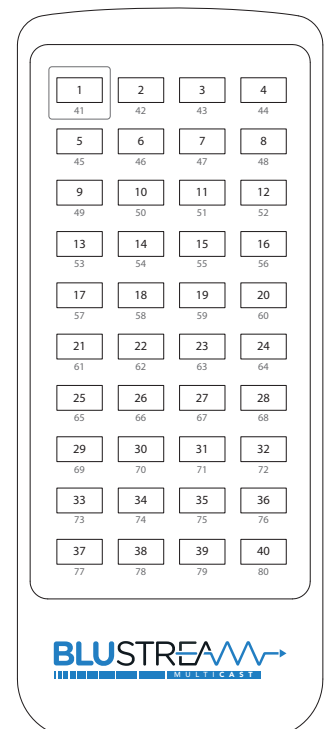 1 2 3 4
41 42 43 44
5 6 7 8
45 46 47 48
9 10 11 12
49 50 51 52
13 14 15 16
53 54 55 56
17 18 19 20
57 58 59 60
21 22 23 24
61 62 63 64
25 26 27 28
65 66 67 68
29 30 31 32
69 70 71 72
33 34 35 36
73 74 75 76
37 38 39 40
77 78 79 80
BLUSTREAM
MULTICAST